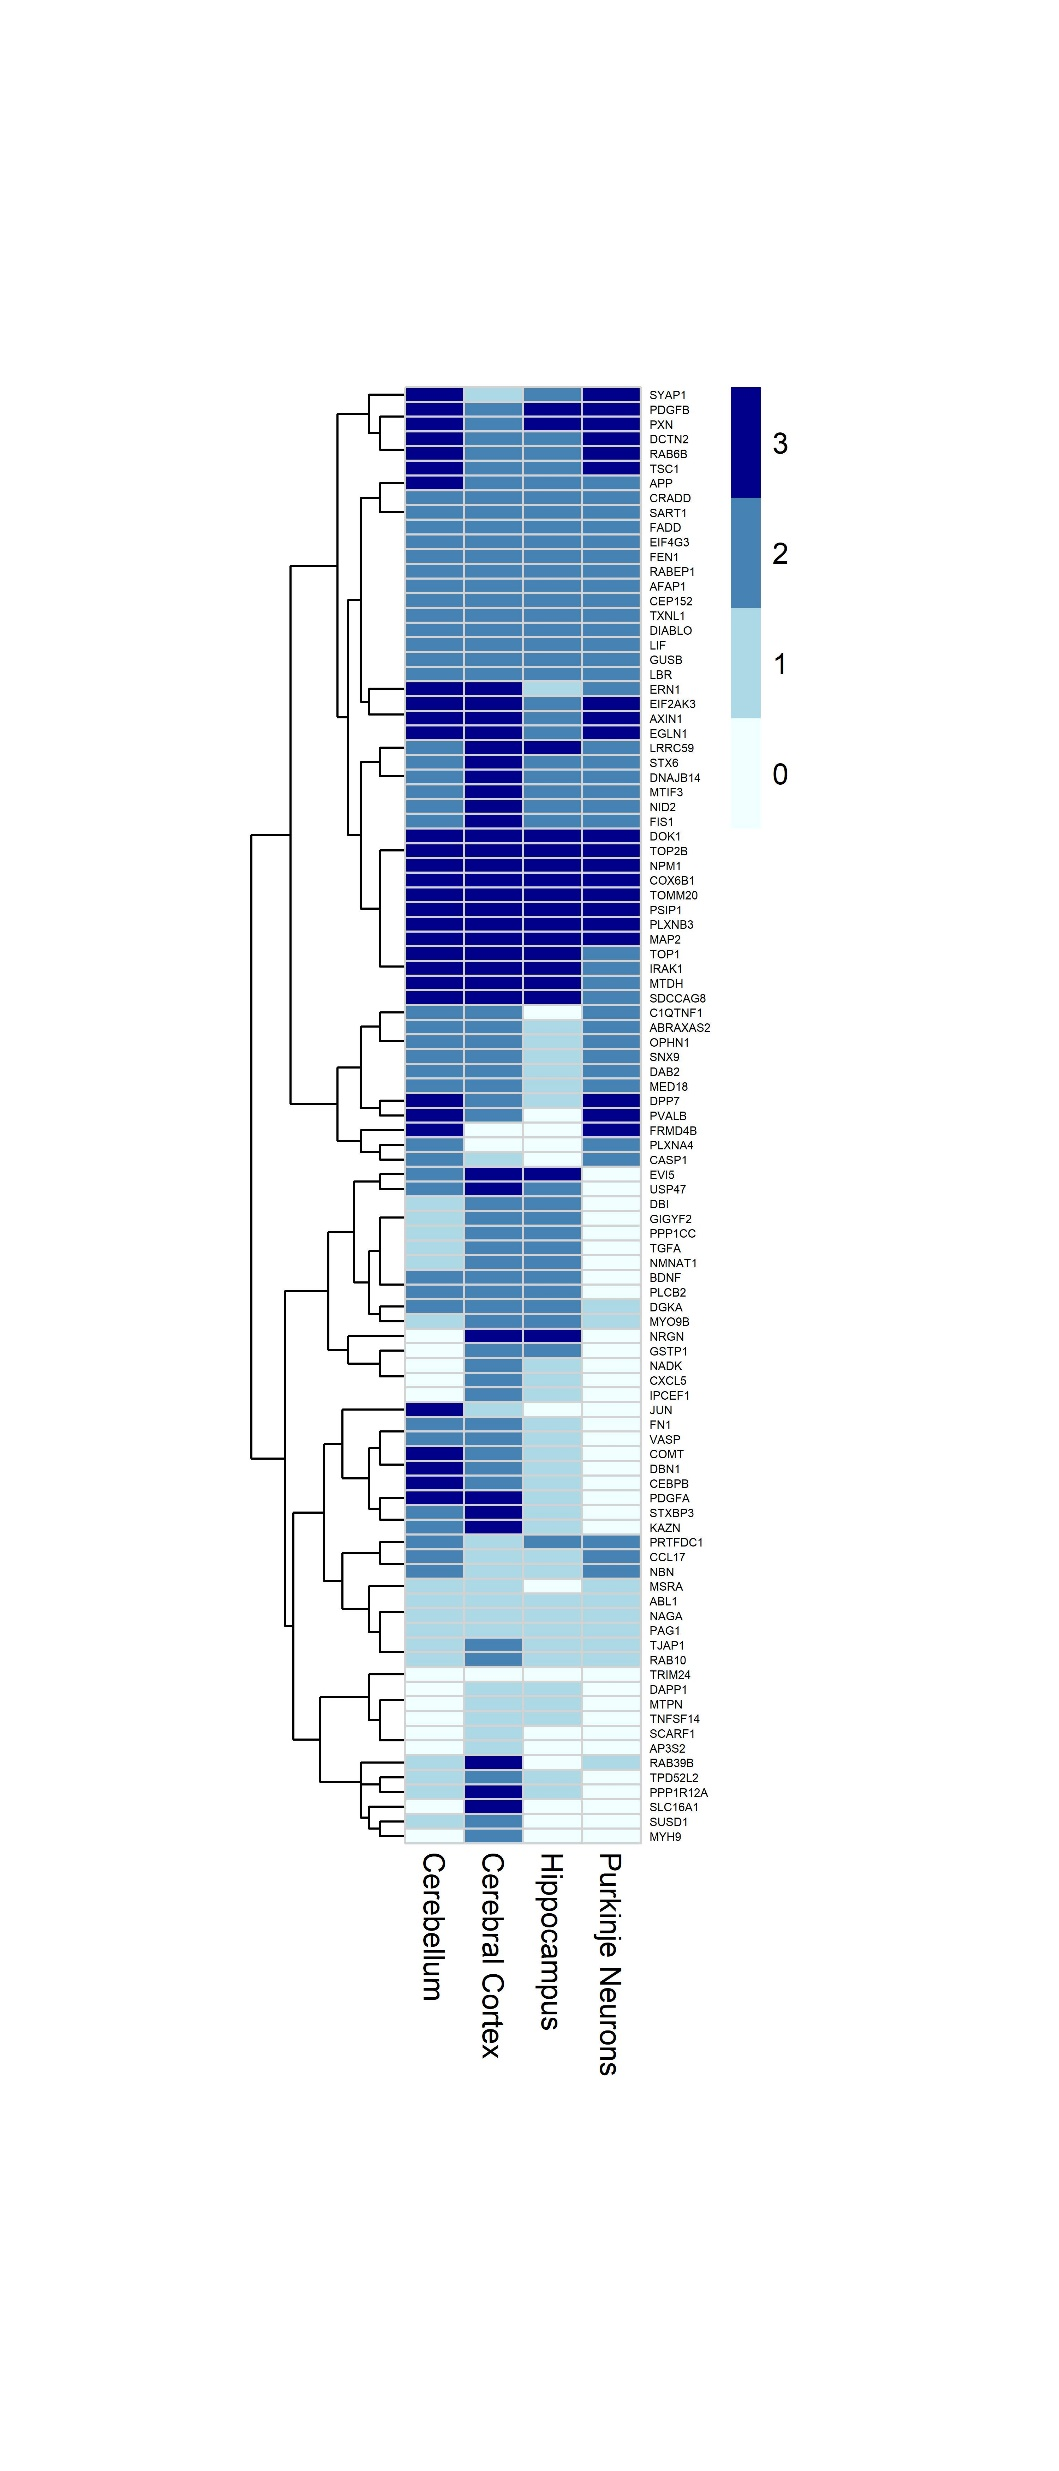 SYAP1
PDGFB
PXN
DCTN2
RAB6B
TSC1
APP
CRADD
SART1
FADD
EIF4G3
FEN1
RABEP1
AFAP1
CEP152
TXNL1
DIABLO
LIF
GUSB
LBR
ERN1
EIF2AK3
AXIN1
EGLN1
LRRC59
STX6
DNAJB14
MTIF3
NID2
FIS1
DOK1
TOP2B
NPM1
COX6B1
TOMM20
PSIP1
PLXNB3
MAP2
TOP1
IRAK1
MTDH
SDCCAG8
C1QTNF1
ABRAXAS2
OPHN1
SNX9
DAB2
MED18
DPP7
PVALB
FRMD4B
PLXNA4
CASP1
EVI5
USP47
DBI
GIGYF2
PPP1CC
TGFA
NMNAT1
BDNF
PLCB2
DGKA
MYO9B
NRGN
GSTP1
NADK
CXCL5
IPCEF1
JUN
FN1
VASP
COMT
DBN1
CEBPB
PDGFA
STXBP3
KAZN
PRTFDC1
CCL17
NBN
MSRA
ABL1
NAGA
PAG1
TJAP1
RAB10
TRIM24
DAPP1
MTPN
TNFSF14
SCARF1
AP3S2
RAB39B
TPD52L2
PPP1R12A
SLC16A1
SUSD1
MYH9
3
2
1
0
Cerebellum
Cerebral Cortex
Hippocampus
Purkinje Neurons